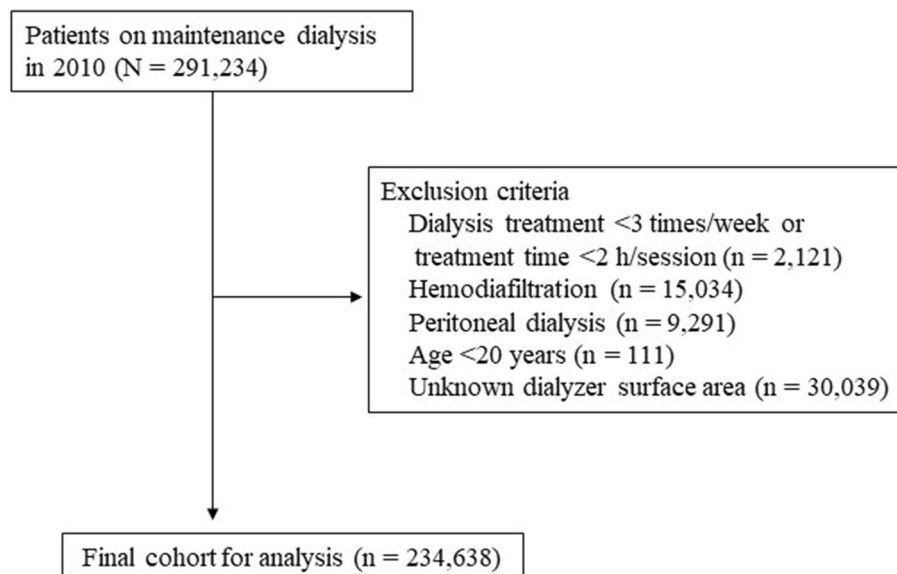 Patients on maintenance dialysis
in 2010 (N = 291,234)
Exclusion criteria
Dialysis treatment <3 times/week or
treatment time <2 h/session (n = 2,121)
Hemodiafiltration (n = 15,034)
Peritoneal dialysis (n = 9,291)
Age <20 years (n = 111)
Unknown dialyzer surface area (n = 30,039)
Final cohort for analysis (n = 234,638)